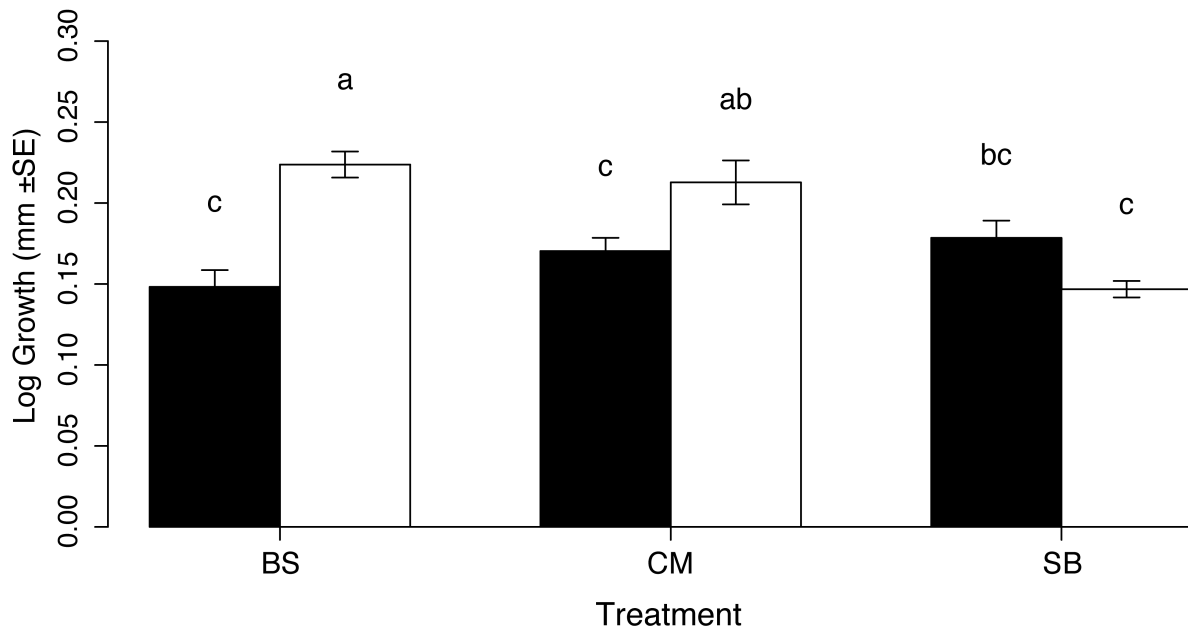 Log Growth (mm ±SE)
0.30
0.25
0.20
0.15
0.10
0.05
0.00
c
a
c
ab
bc
c
BS
CM
SB
Treatment